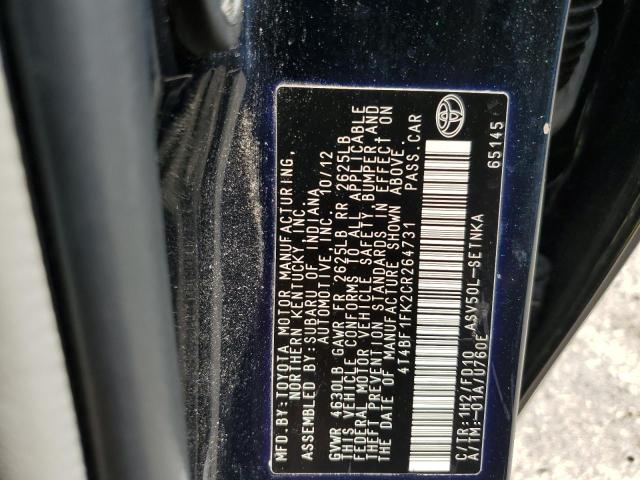 MFD.BY:TOYOTA MOTOR MANUFACTURING,
NORTHERN KENTUCKY, INC.
ASSEMBLED BY: SUBARU OF INDIANA
AUTOMOTIVE, INC. 10/12
GVWR 4630LB GAWR FR 2625LB RR 2625LB
THIS VEHICLE CONFORMS TO ALL APPLICABLE
FEDERAL MOTOR VEHICLE SAFETY, BUMPER, AND
THEFT PREVENTION STANDARDS IN EFFECT ON
THE DATE OF MANUFACTURE SHOWN ABOVE.
4T4BF1FK2CR264731 PASS.CAR
C/TR:1H2/FD10 ASV50L-SETNKA
A/TM:-01A/U760E
65145